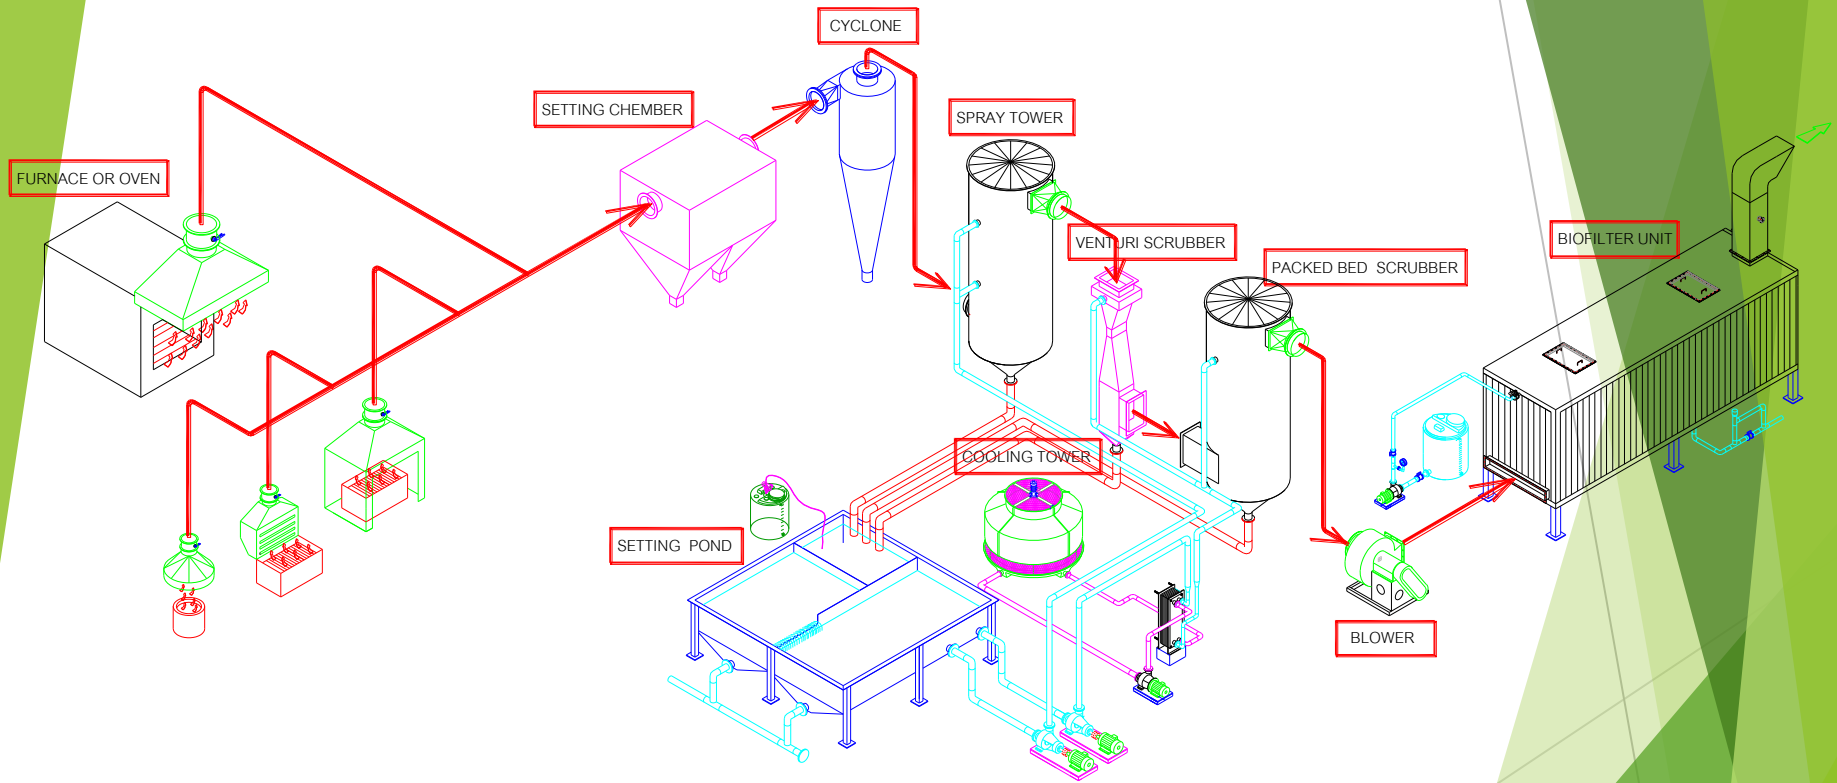 CYCLONE
SETTING CHEMBER
SPRAY TOWER
FURNACE OR OVEN
VENTURI SCRUBBER
BIOFILTER UNIT
PACKED BED  SCRUBBER
COOLING TOWER
SETTING  POND
BLOWER